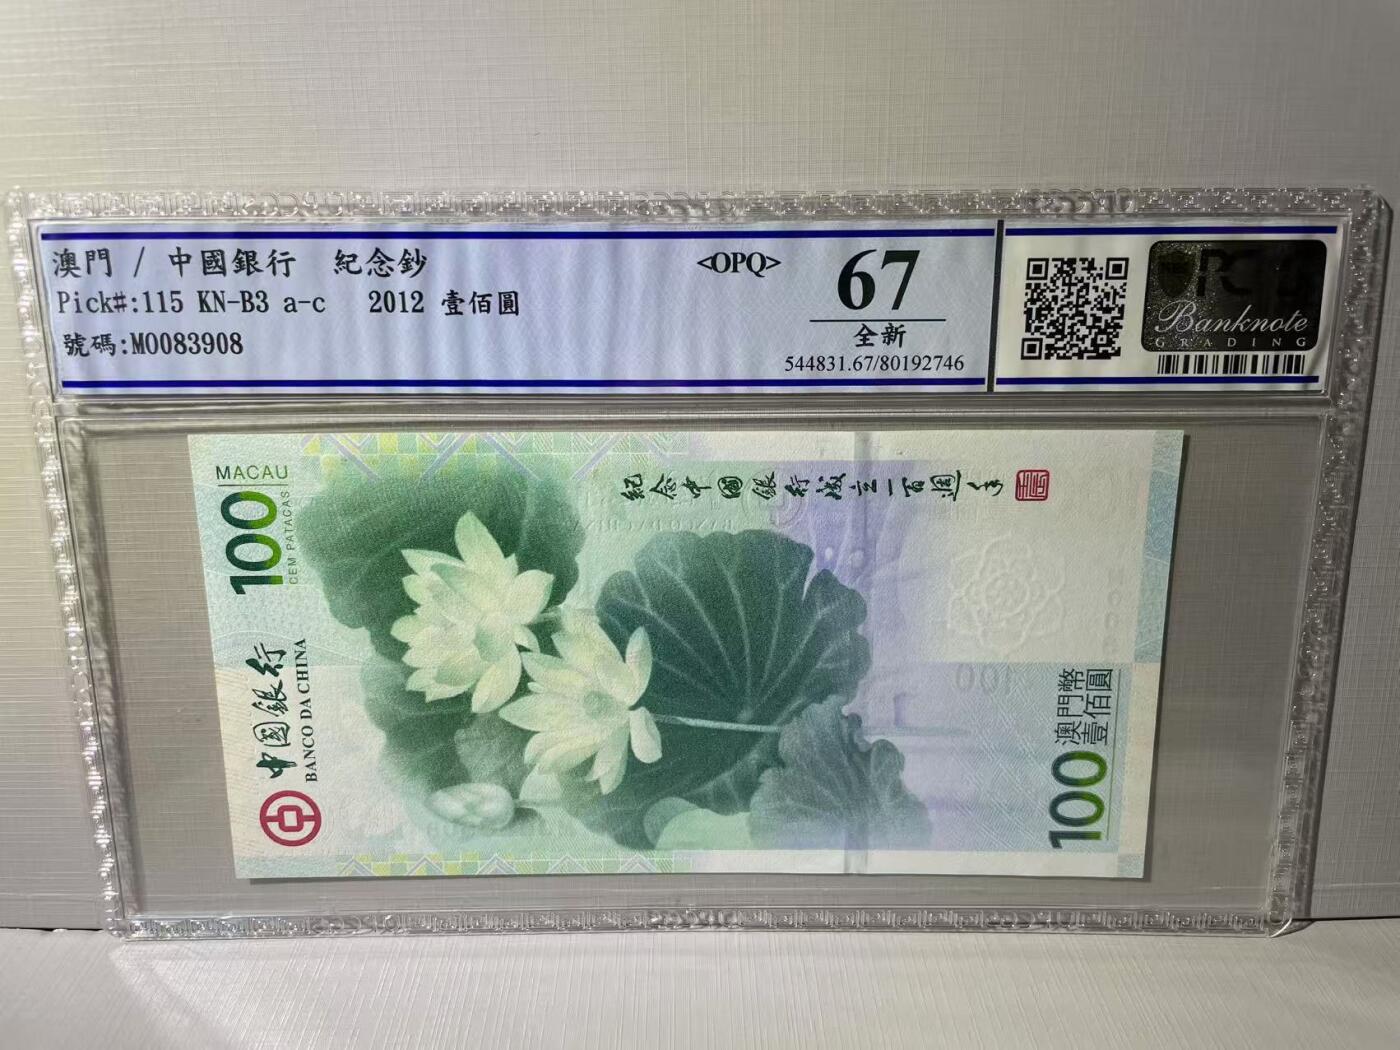 澳門 / 中國銀行 紀念鈔
Pick#:115 KN-B3 a-c 2012 壹佰圓
號碼:MO083908
<OPQ>
67
全新
544831.67/80192746
Banknote
GRADING
MACAU
100
CEM PATACAS
中國銀行
BANCO DA CHINA
紀念中國銀行成立一百週年
澳門幣
壹佰圓
100